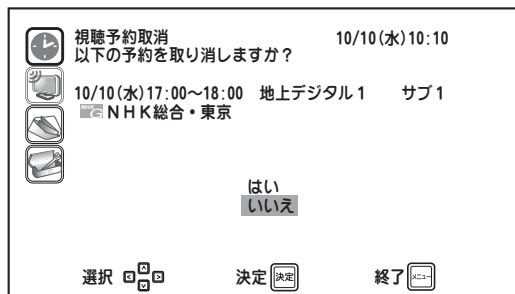 視聴予約取消 10/10(水)10:10
以下の予約を取り消しますか？
10/10(水)17:00～18:00 地上デジタル1 サブ1
NHK G NHK総合・東京
はい
いいえ
選択 決定 決定 終了 メニュー